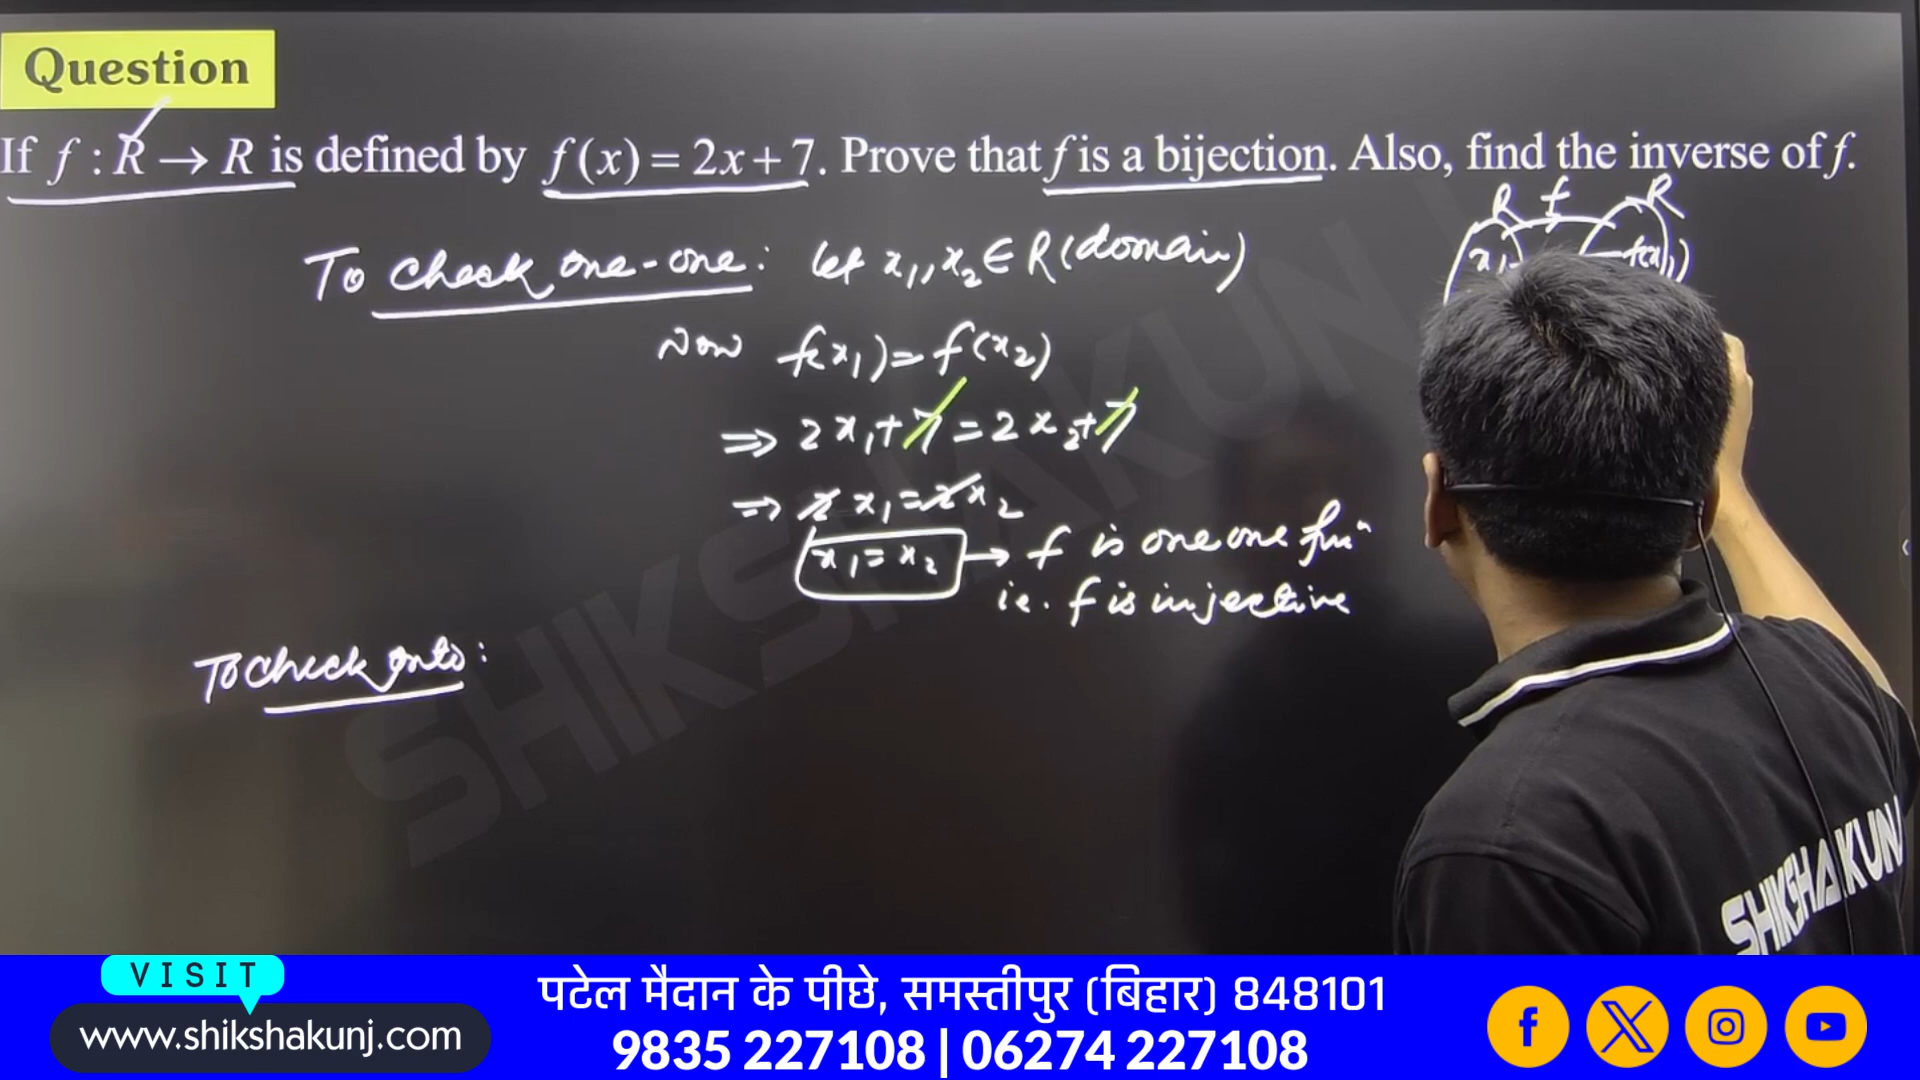 Question
If f : R → R is defined by f(x) = 2x+7. Prove that f is a bijection. Also, find the inverse of f.
R f R
x₁ f(x₁)
To check one-one: let x₁, x₂ ∈ R (domain)
Now f(x₁) = f(x₂)
⇒ 2x₁+7 = 2x₂+7
⇒ 2x₁ = 2x₂
x₁ = x₂ → f is one one funⁿ
i.e. f is injective
To check onto:
SHIKSHAKUNJ
SHIKSHAKUNJ
VISIT
www.shikshakunj.com
पटेल मैदान के पीछे, समस्तीपुर (बिहार) 848101
9835 227108 | 06274 227108